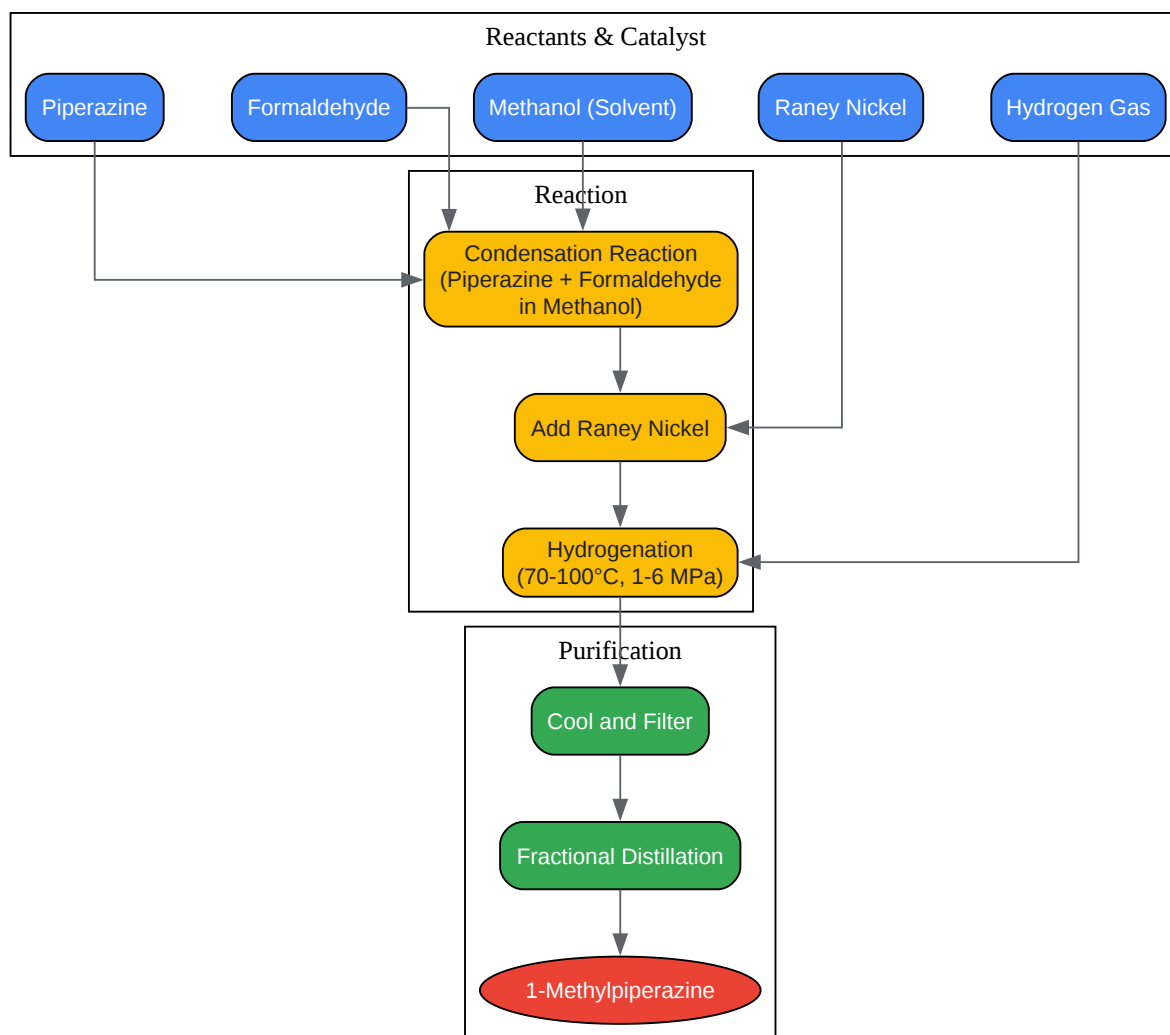 Reactants & Catalyst
Piperazine
Formaldehyde
Methanol (Solvent)
Raney Nickel
Hydrogen Gas
Reaction
Condensation Reaction
(Piperazine + Formaldehyde
in Methanol)
Add Raney Nickel
Hydrogenation
(70-100°C, 1-6 MPa)
Purification
Cool and Filter
Fractional Distillation
1-Methylpiperazine